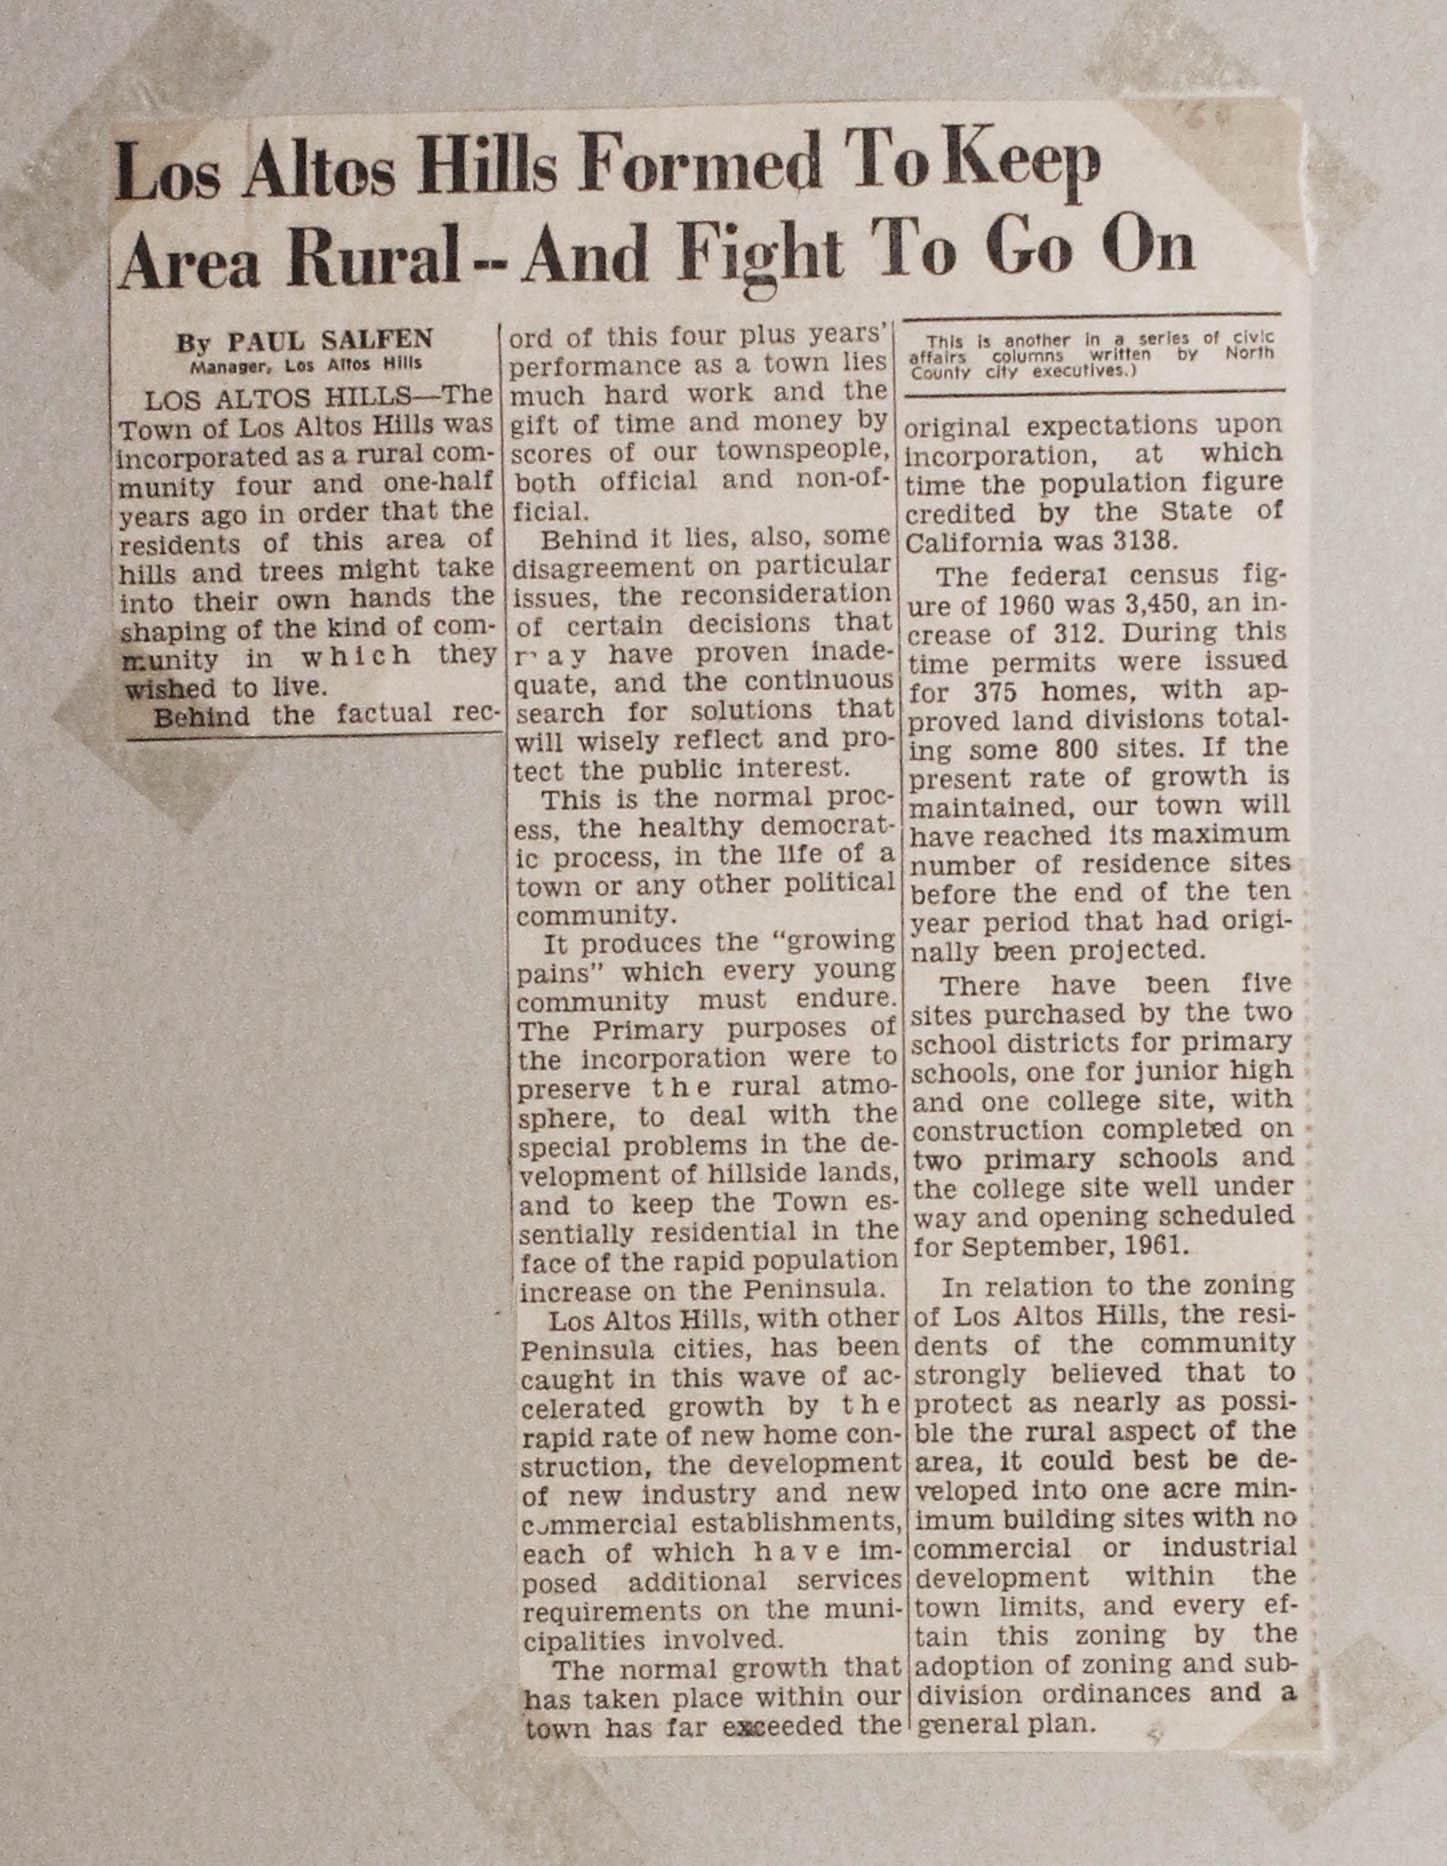 '60
Los Altos Hills Formed To Keep
Area Rural -- And Fight To Go On
By PAUL SALFEN
Manager, Los Altos Hills
LOS ALTOS HILLS—The
Town of Los Altos Hills was
incorporated as a rural com-
munity four and one-half
years ago in order that the
residents of this area of
hills and trees might take
into their own hands the
shaping of the kind of com-
munity in which they
wished to live.
Behind the factual rec-
ord of this four plus years'
performance as a town lies
much hard work and the
gift of time and money by
scores of our townspeople,
both official and non-of-
ficial.
Behind it lies, also, some
disagreement on particular
issues, the reconsideration
of certain decisions that
may have proven inade-
quate, and the continuous
search for solutions that
will wisely reflect and pro-
tect the public interest.
This is the normal proc-
ess, the healthy democrat-
ic process, in the life of a
town or any other political
community.
It produces the "growing
pains" which every young
community must endure.
The Primary purposes of
the incorporation were to
preserve the rural atmo-
sphere, to deal with the
special problems in the de-
velopment of hillside lands,
and to keep the Town es-
sentially residential in the
face of the rapid population
increase on the Peninsula.
Los Altos Hills, with other
Peninsula cities, has been
caught in this wave of ac-
celerated growth by the
rapid rate of new home con-
struction, the development
of new industry and new
commercial establishments,
each of which have im-
posed additional services
requirements on the muni-
cipalities involved.
The normal growth that
has taken place within our
town has far exceeded the
This is another in a series of civic
affairs columns written by North
County city executives.)
original expectations upon
incorporation, at which
time the population figure
credited by the State of
California was 3138.
The federal census fig-
ure of 1960 was 3,450, an in-
crease of 312. During this
time permits were issued
for 375 homes, with ap-
proved land divisions total-
ing some 800 sites. If the
present rate of growth is
maintained, our town will
have reached its maximum
number of residence sites
before the end of the ten
year period that had origi-
nally been projected.
There have been five
sites purchased by the two
school districts for primary
schools, one for junior high
and one college site, with
construction completed on
two primary schools and
the college site well under
way and opening scheduled
for September, 1961.
In relation to the zoning
of Los Altos Hills, the resi-
dents of the community
strongly believed that to
protect as nearly as possi-
ble the rural aspect of the
area, it could best be de-
veloped into one acre min-
imum building sites with no
commercial or industrial
development within the
town limits, and every ef-
tain this zoning by the
adoption of zoning and sub-
division ordinances and a
general plan.